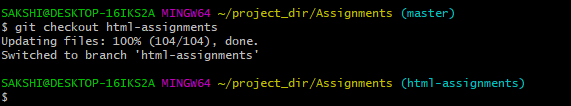 SAKSHI@DESKTOP-16IKS2A MINGW64 ~/project_dir/Assignments (master)
$ git checkout html-assignments
Updating files: 100% (104/104), done.
Switched to branch 'html-assignments'
SAKSHI@DESKTOP-16IKS2A MINGW64 ~/project_dir/Assignments (html-assignments)
$